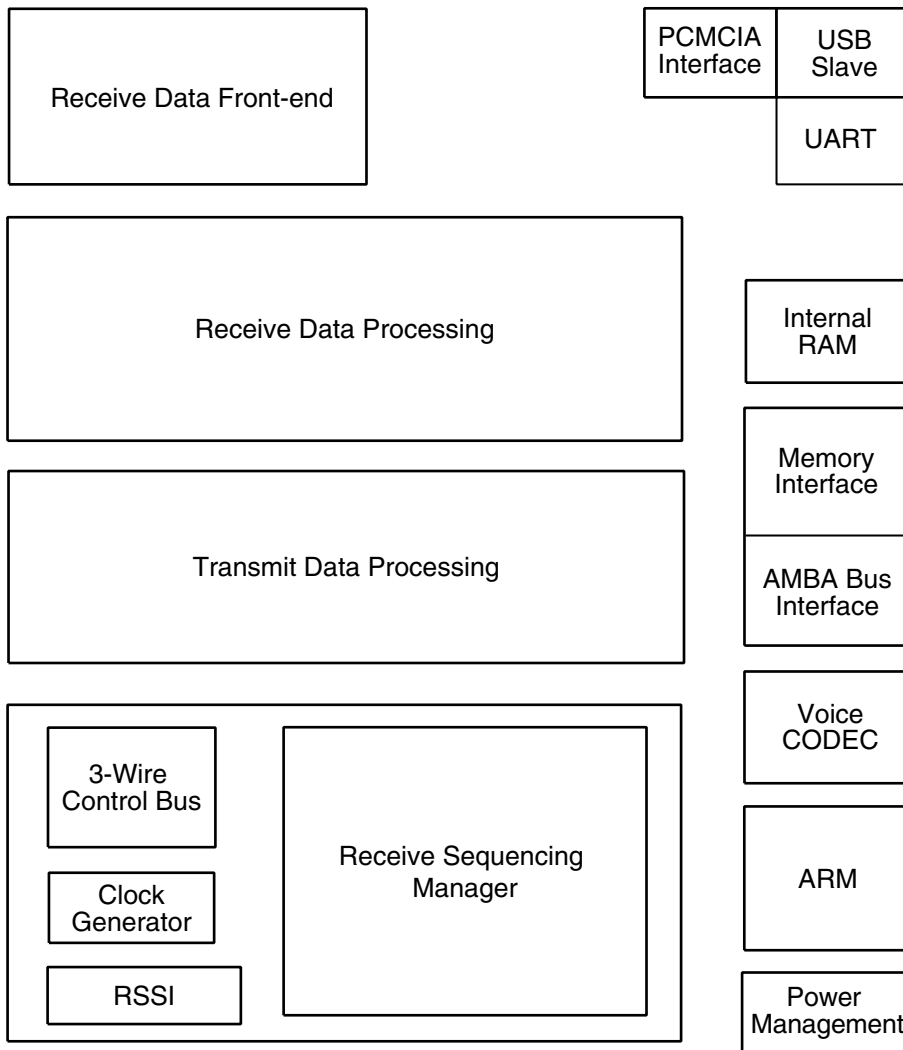 Receive Data Front-end
PCMCIA
Interface
USB
Slave
UART
Receive Data Processing
Internal
RAM
Memory
Interface
Transmit Data Processing
AMBA Bus
Interface
Voice
CODEC
3-Wire
Control Bus
Receive Sequencing
Manager
ARM
Clock
Generator
RSSI
Power
Management